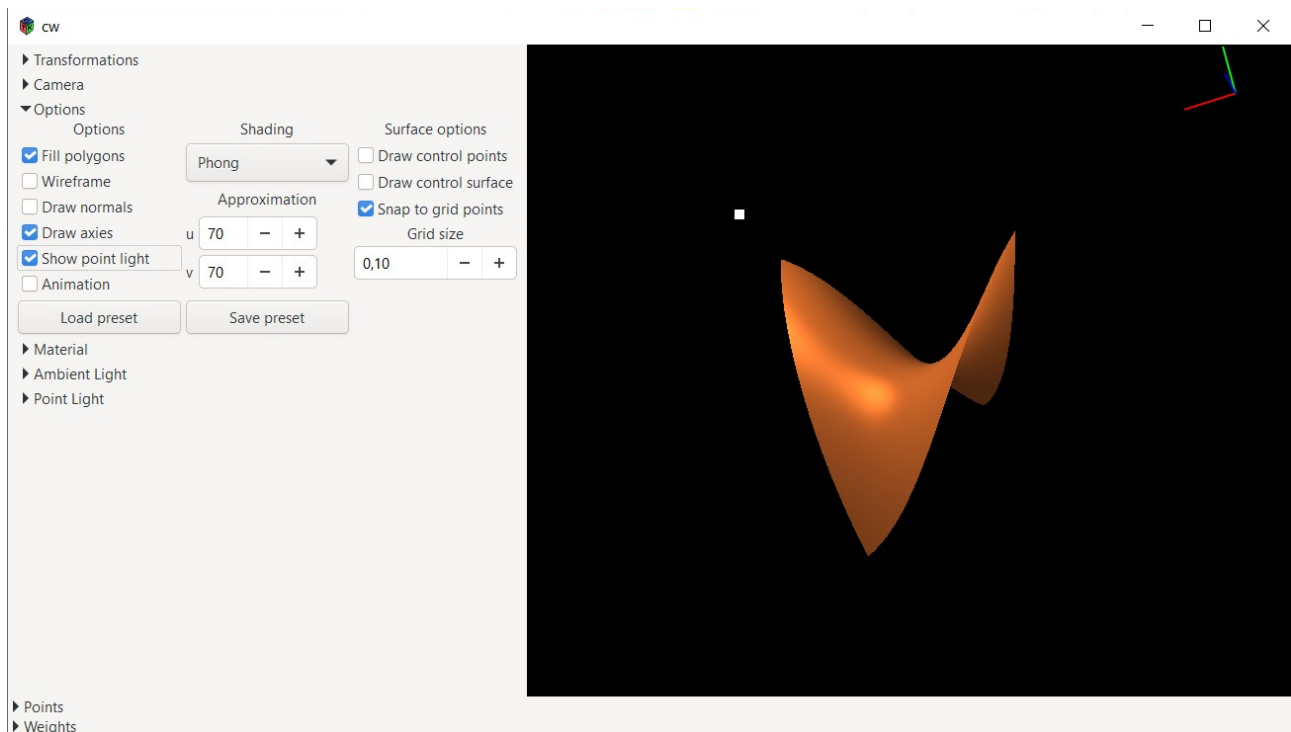 cw
Transformations
Camera
Options
Options
Fill polygons
Wireframe
Draw normals
Draw axies
Show point light
Animation
Shading
Phong
Approximation
u 70 − +
v 70 − +
Surface options
Draw control points
Draw control surface
Snap to grid points
Grid size
0,10 − +
Load preset
Save preset
Material
Ambient Light
Point Light
Points
Weights